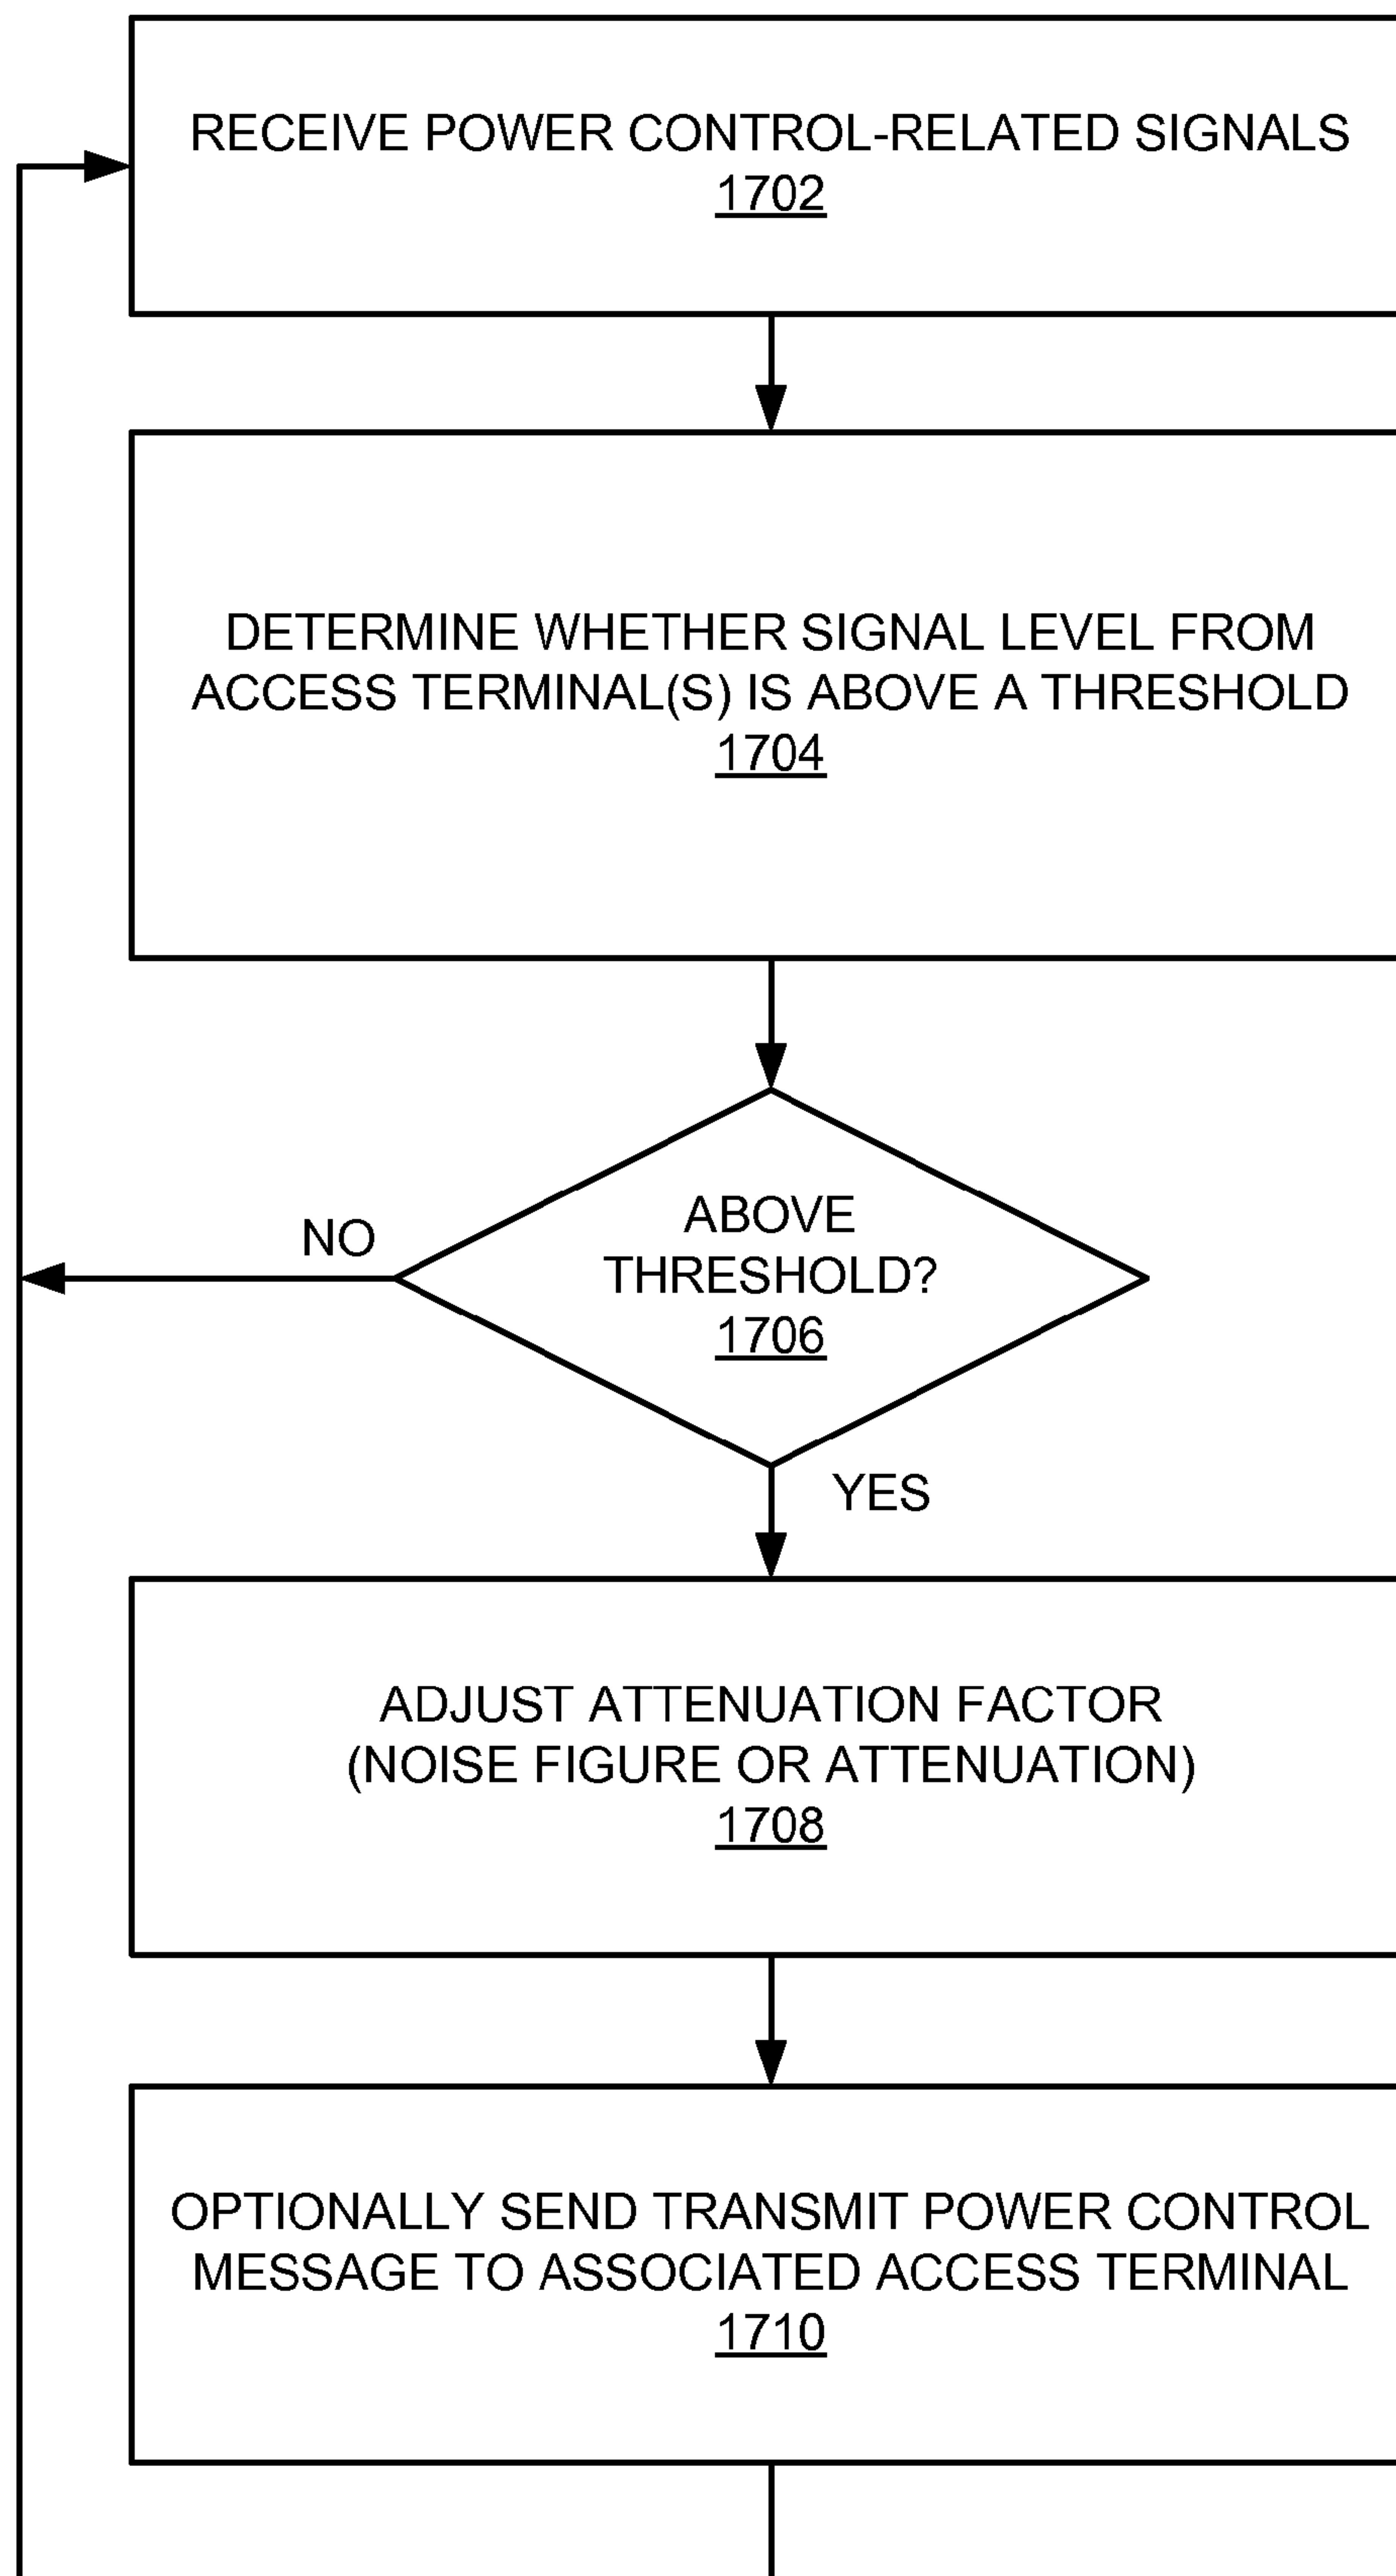 RECEIVE POWER CONTROL-RELATED SIGNALS
1702
DETERMINE WHETHER SIGNAL LEVEL FROM
ACCESS TERMINAL(S) IS ABOVE A THRESHOLD
1704
ABOVE
THRESHOLD?
1706
NO
YES
ADJUST ATTENUATION FACTOR
(NOISE FIGURE OR ATTENUATION)
1708
OPTIONALLY SEND TRANSMIT POWER CONTROL
MESSAGE TO ASSOCIATED ACCESS TERMINAL
1710